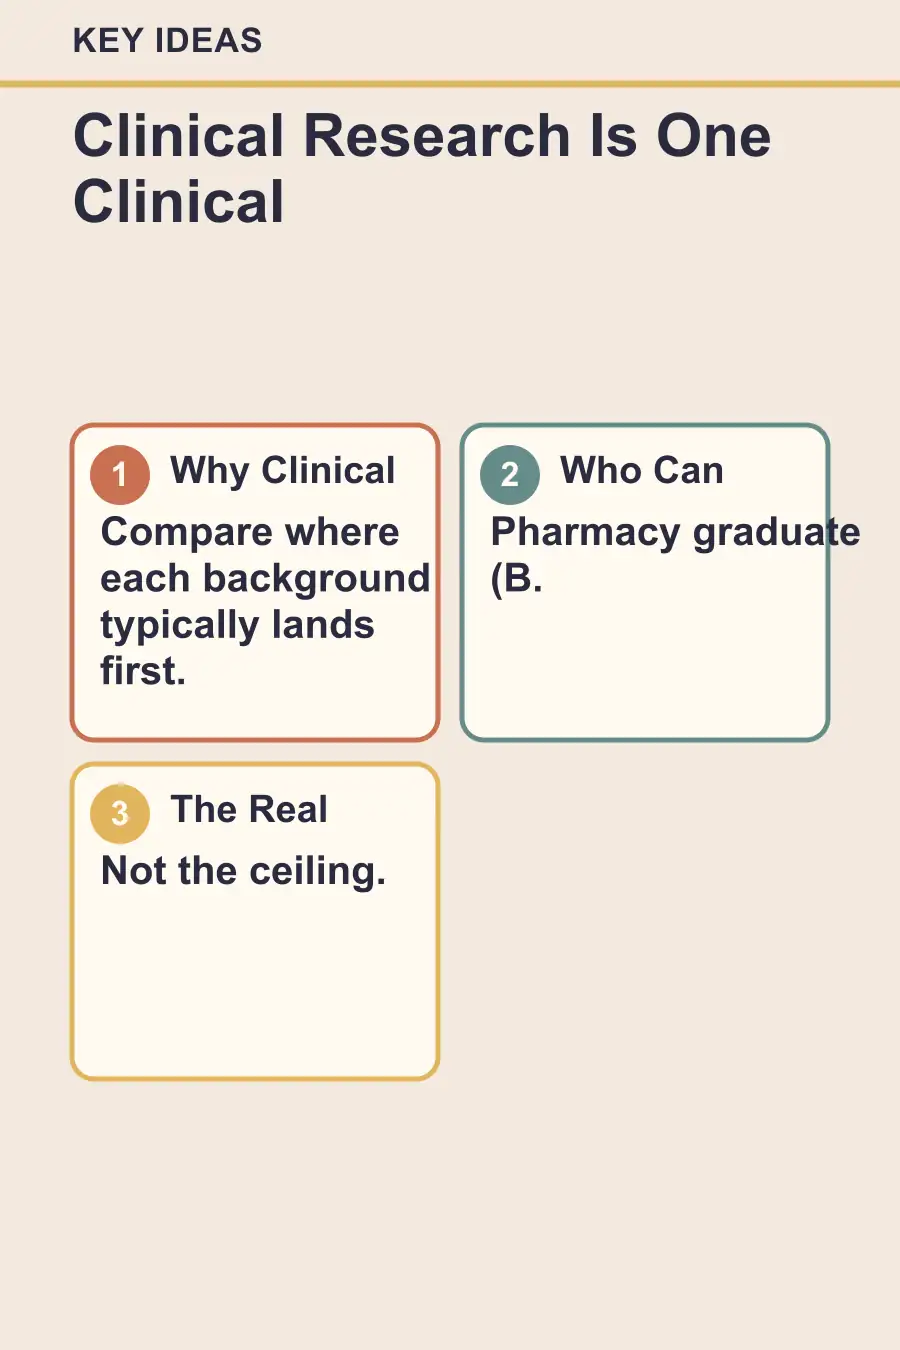 KEY IDEAS
Clinical Research Is One
Clinical
1 Why Clinical
Compare where
each background
typically lands
first.
2 Who Can
Pharmacy graduate
(B.
3 The Real
Not the ceiling.